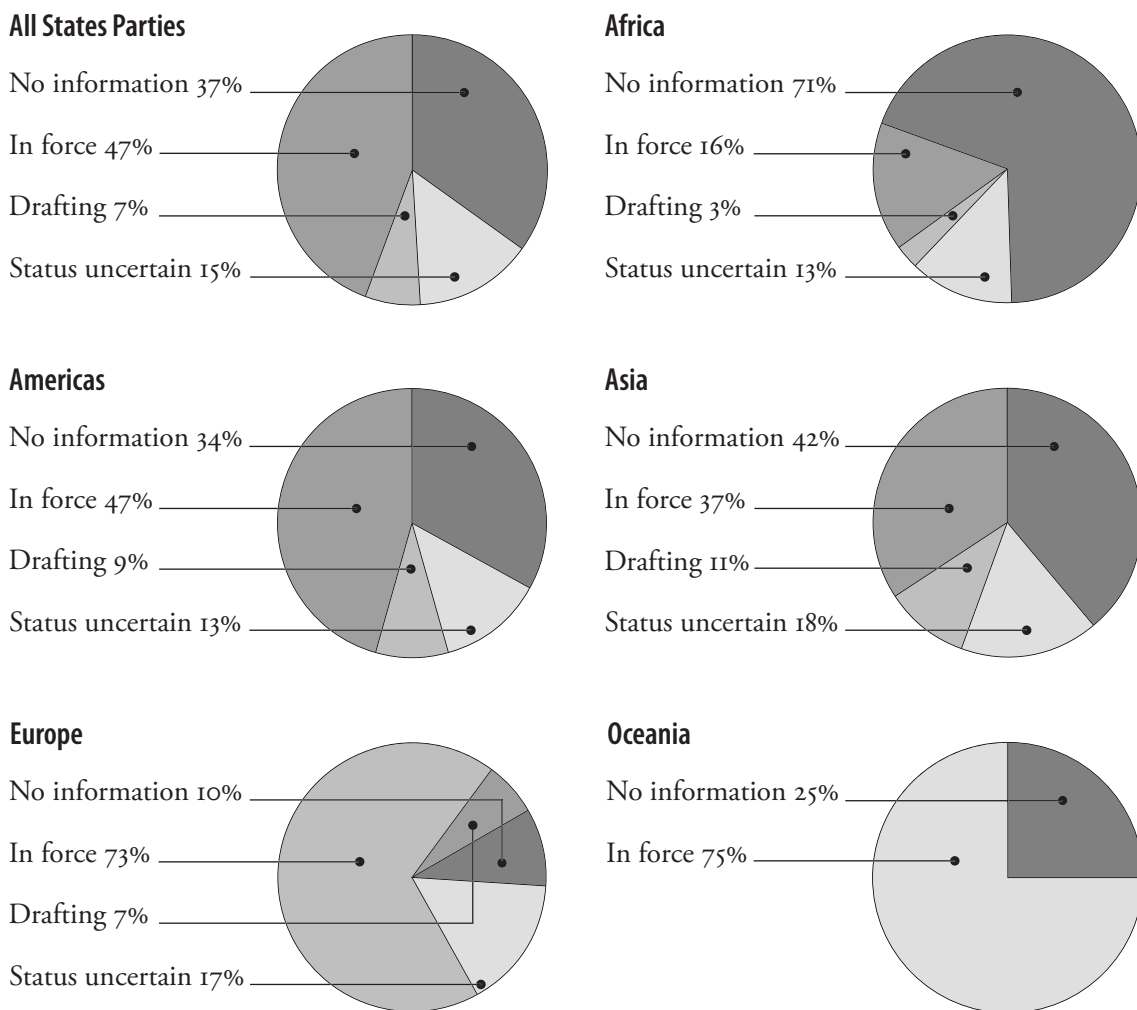 All States Parties
No information 37%
In force 47%
Drafting 7%
Status uncertain 15%
Africa
No information 71%
In force 16%
Drafting 3%
Status uncertain 13%
Americas
No information 34%
In force 47%
Drafting 9%
Status uncertain 13%
Asia
No information 42%
In force 37%
Drafting 11%
Status uncertain 18%
Europe
No information 10%
In force 73%
Drafting 7%
Status uncertain 17%
Oceania
No information 25%
In force 75%